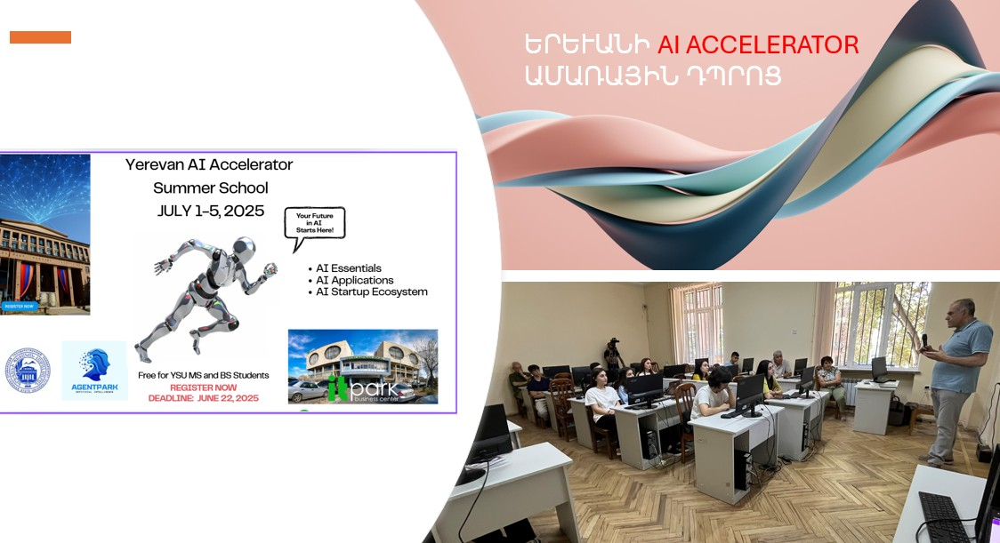 ԵՐԵՒԱՆԻ AI ACCELERATOR
ԱՄԱՌԱՅԻՆ ԴՊՐՈՑ
Yerevan AI Accelerator
Summer School
JULY 1-5, 2025
Your Future
in AI
Starts Here!
• AI Essentials
• AI Applications
• AI Startup Ecosystem
REGISTER NOW
AGENTPARK
Free for YSU MS and BS Students
REGISTER NOW
DEADLINE: JUNE 22, 2025
itpark
business center